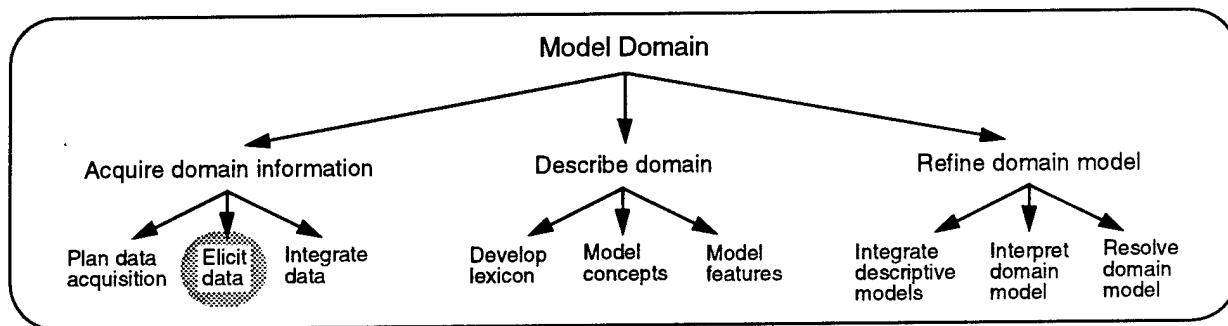 Model Domain
Acquire domain information
Describe domain
Refine domain model
Plan data
acquisition
Elicit
data
Integrate
data
Develop
lexicon
Model
concepts
Model
features
Integrate
descriptive
models
Interpret
domain
model
Resolve
domain
model